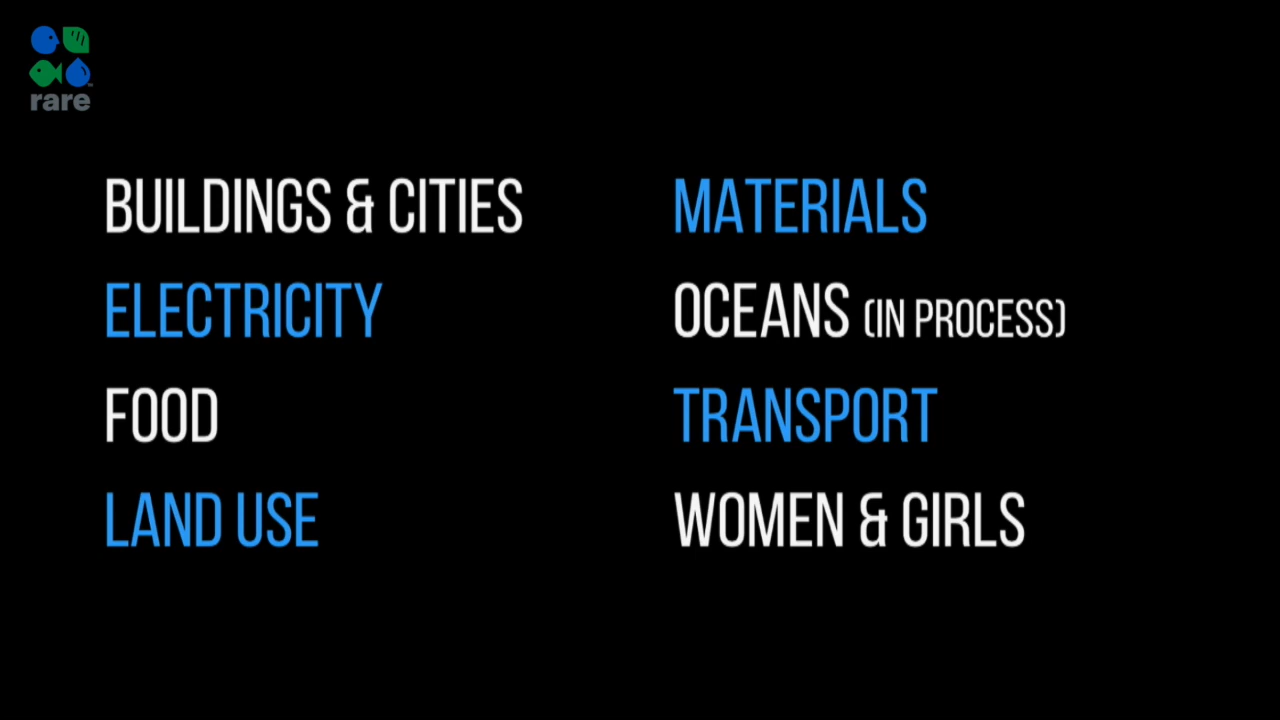 rare
BUILDINGS & CITIES
ELECTRICITY
FOOD
LAND USE
MATERIALS
OCEANS (IN PROCESS)
TRANSPORT
WOMEN & GIRLS